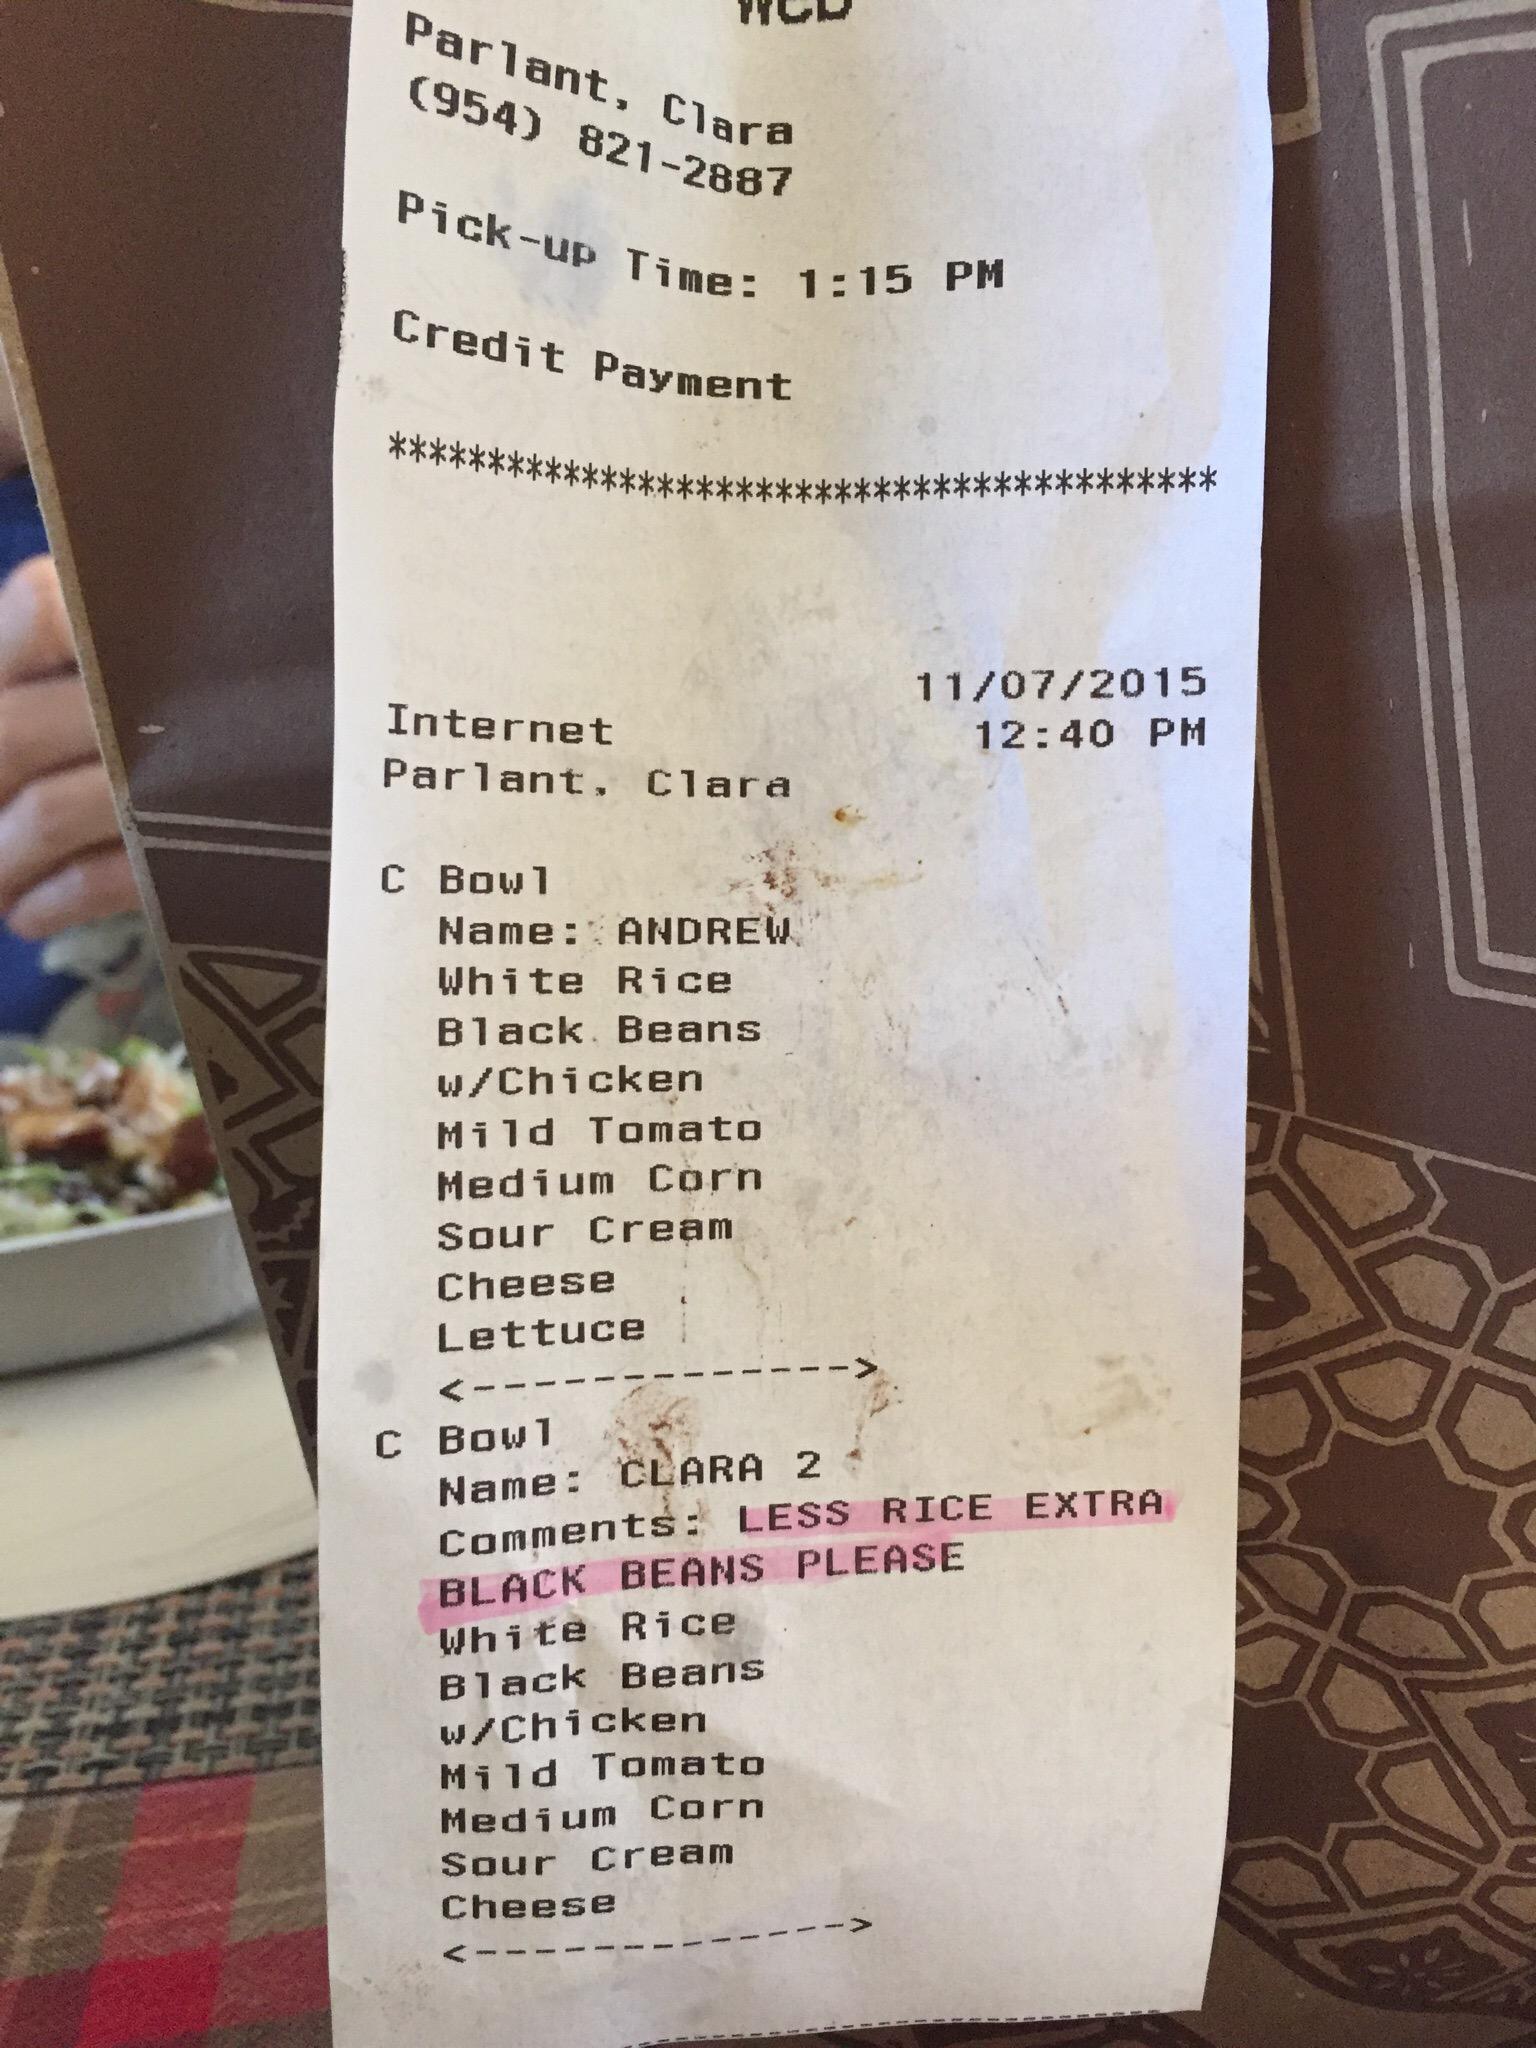 WCD
Parlant, Clara
(954) 821-2887
Pick-up Time: 1:15 PM
Credit Payment
******************************************
11/07/2015
Internet 12:40 PM
Parlant, Clara
C Bowl
Name: ANDREW
White Rice
Black Beans
w/Chicken
Mild Tomato
Medium Corn
Sour Cream
Cheese
Lettuce
<------------->
C Bowl
Name: CLARA 2
Comments: LESS RICE EXTRA
BLACK BEANS PLEASE
White Rice
Black Beans
w/Chicken
Mild Tomato
Medium Corn
Sour Cream
Cheese
<------------->